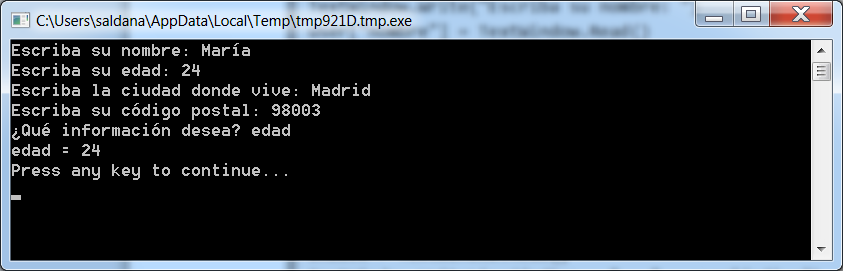 C:\Users\saldana\AppData\Local\Temp\tmp921D.tmp.exe
Escriba su nombre: María
Escriba su edad: 24
Escriba la ciudad donde vive: Madrid
Escriba su código postal: 98003
¿Qué información desea? edad
edad = 24
Press any key to continue...